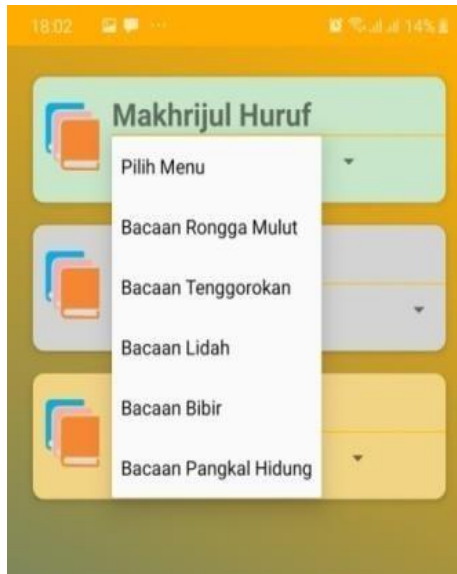 18:02
14%
Makhrijul Huruf
Pilih Menu
Bacaan Rongga Mulut
Bacaan Tenggorokan
Bacaan Lidah
Bacaan Bibir
Bacaan Pangkal Hidung